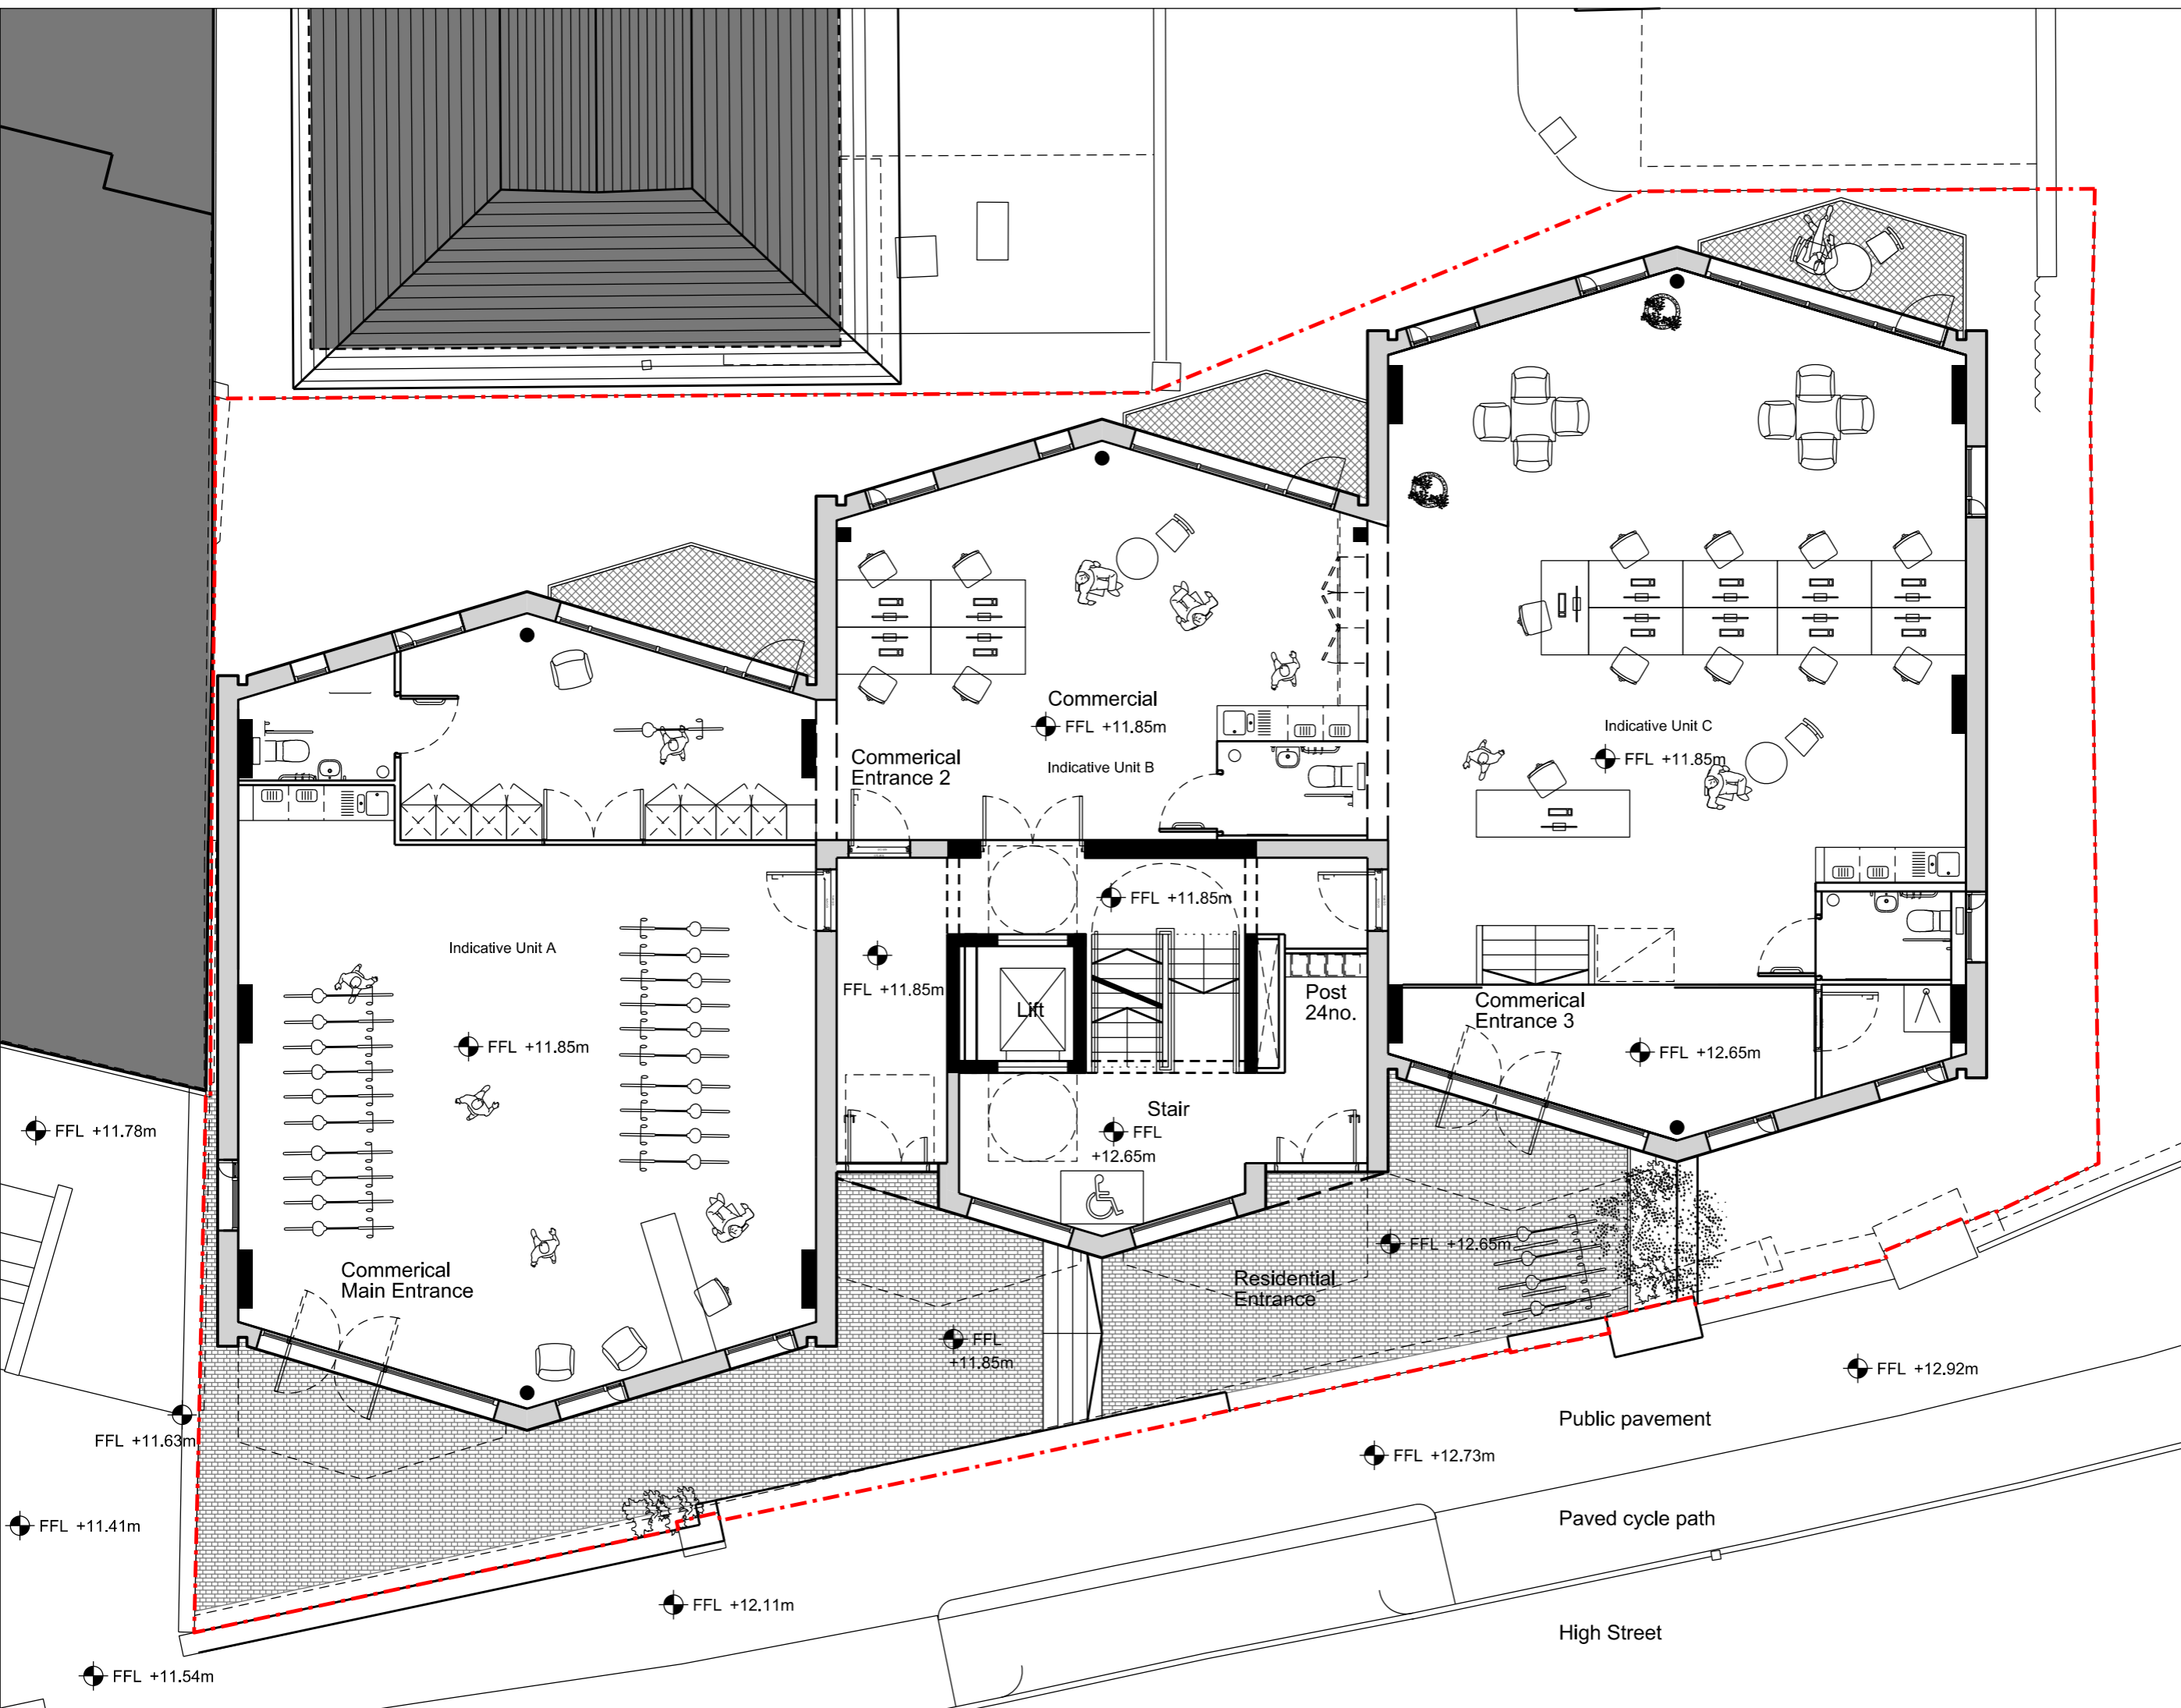 Commercial
FFL +11.85m
Indicative Unit B
Commerical
Entrance 2
Indicative Unit C
FFL +11.85m
FFL +11.85m
Indicative Unit A
FFL +11.85m
Lift
Post
24no.
Commerical
Entrance 3
FFL +11.85m
FFL +12.65m
Stair
FFL
+12.65m
FFL +11.78m
FFL +12.65m
Commerical
Main Entrance
Residential
Entrance
FFL
+11.85m
FFL +12.92m
Public pavement
FFL +11.63m
FFL +12.73m
Paved cycle path
FFL +11.41m
FFL +12.11m
High Street
FFL +11.54m